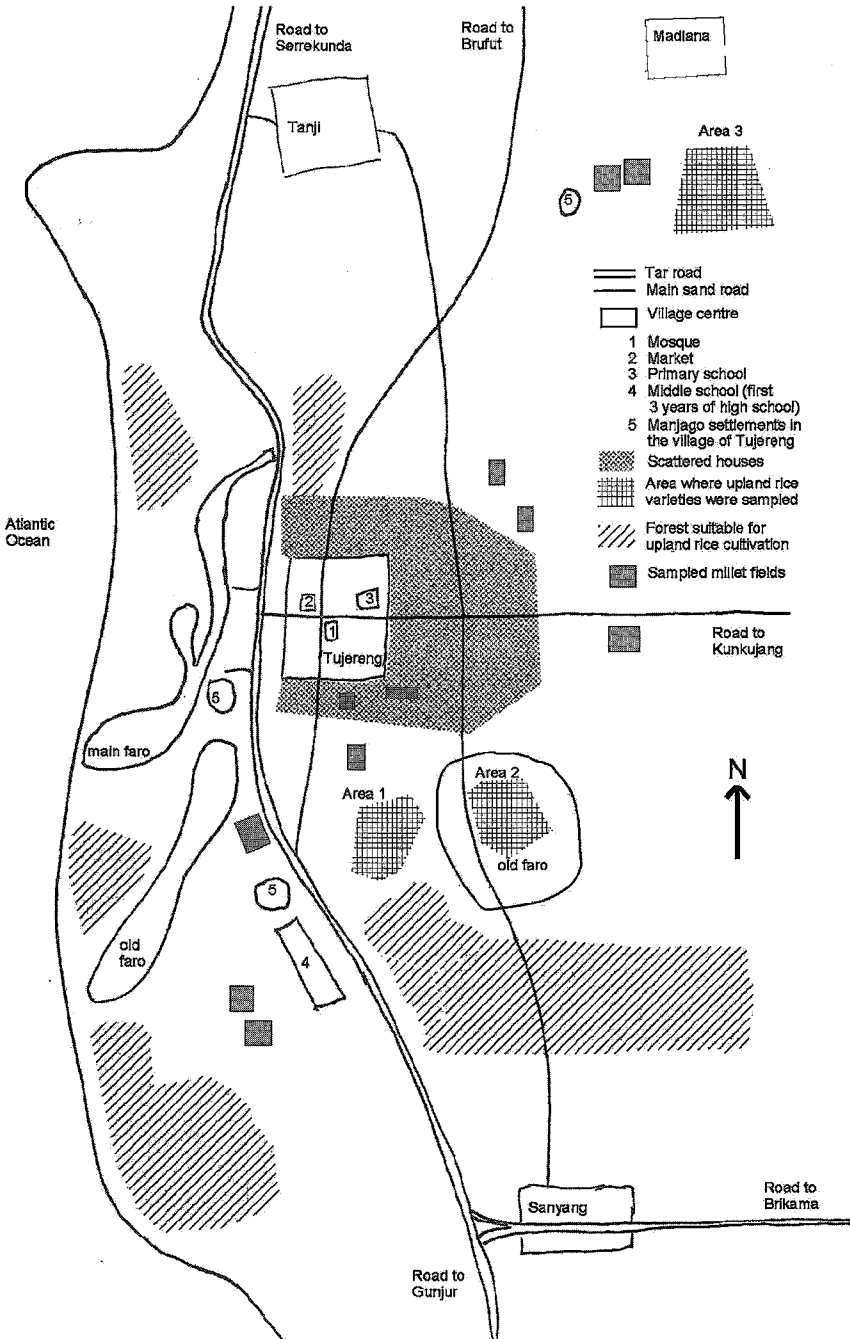 Road to
Serrekunda
Road to
Brufut
Madiana
Tanji
Area 3
5
Tar road
Main sand road
Village centre
1 Mosque
2 Market
3 Primary school
4 Middle school (first
3 years of high school)
5 Manjago settlements in
the village of Tujereng
Scattered houses
Area where upland rice
varieties were sampled
Forest suitable for
upland rice cultivation
Sampled millet fields
Atlantic
Ocean
2
3
1
Tujereng
Road to
Kunkujang
5
main faro
N
Area 1
Area 2
old faro
5
old
faro
4
Sanyang
Road to
Brikama
Road to
Gunjur